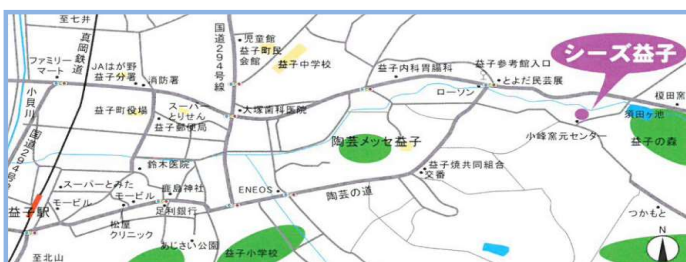 至七井
真岡鉄道
ファミリーマート
JAはが野
益子分署
消防署
小貝川
国道294号
益子町役場
スーパー
とりせん
益子郵便局
国道294号線
児童館
益子町民会館
益子中学校
大塚歯科医院
益子内科胃腸科
益子参考館入口
とよだ民芸展
ローソン
シーズ益子
須田ヶ池
榎田窯
小峰窯元センター
益子の森
陶芸メッセ益子
益子焼共同組合
交番
鈴木医院
スーパーとみた
モービル
モービル
鹿島神社
足利銀行
ENEOS
陶芸の道
益子駅
松屋
クリニック
あじさい公園
益子小学校
至北山
つかもと
N